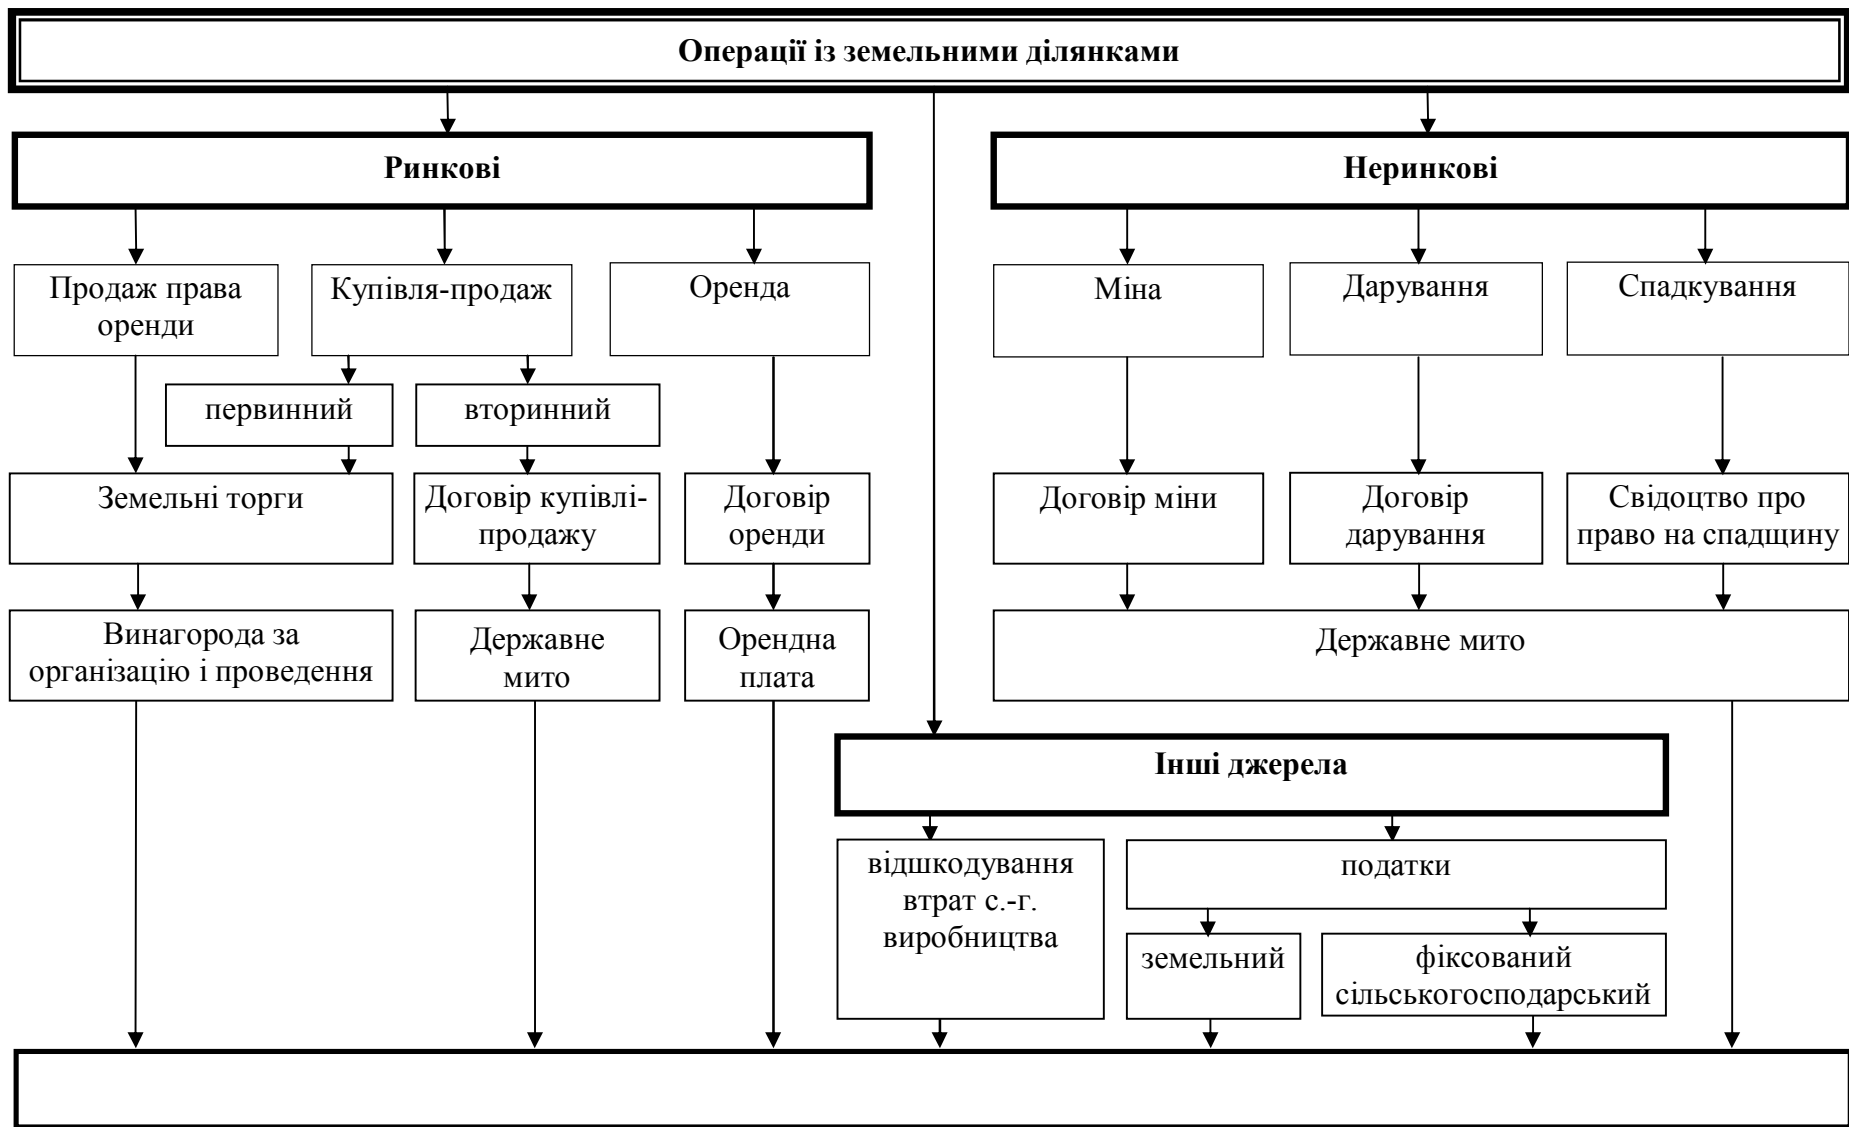 Операції із земельними ділянками
Ринкові
Неринкові
Продаж права
оренди
Купівля-продаж
Оренда
Міна
Дарування
Спадкування
первинний
вторинний
Земельні торги
Договір купівлі-
продажу
Договір
оренди
Договір міни
Договір
дарування
Свідоцтво про
право на спадщину
Винагорода за
організацію і проведення
Державне
мито
Орендна
плата
Державне мито
Інші джерела
відшкодування
втрат с.-г.
виробництва
податки
земельний
фіксований
сільськогосподарський